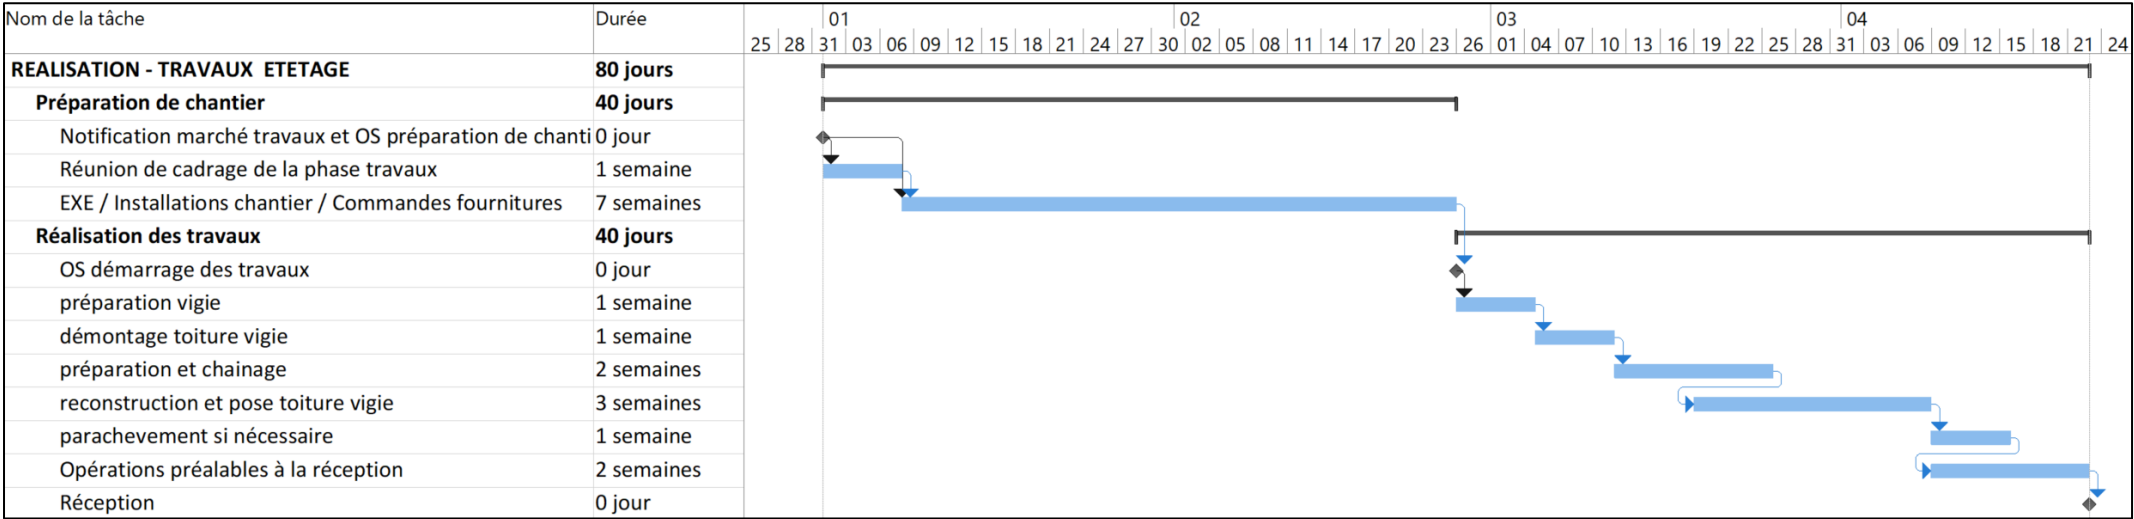 Nom de la tâche Durée 01 02 03 04
25 28 31 03 06 09 12 15 18 21 24 27 30 02 05 08 11 14 17 20 23 26 01 04 07 10 13 16 19 22 25 28 31 03 06 09 12 15 18 21 24
REALISATION - TRAVAUX ETETAGE 80 jours
Préparation de chantier 40 jours
Notification marché travaux et OS préparation de chanti 0 jour
Réunion de cadrage de la phase travaux 1 semaine
EXE / Installations chantier / Commandes fournitures 7 semaines
Réalisation des travaux 40 jours
OS démarrage des travaux 0 jour
préparation vigie 1 semaine
démontage toiture vigie 1 semaine
préparation et chainage 2 semaines
reconstruction et pose toiture vigie 3 semaines
parachevement si nécessaire 1 semaine
Opérations préalables à la réception 2 semaines
Réception 0 jour